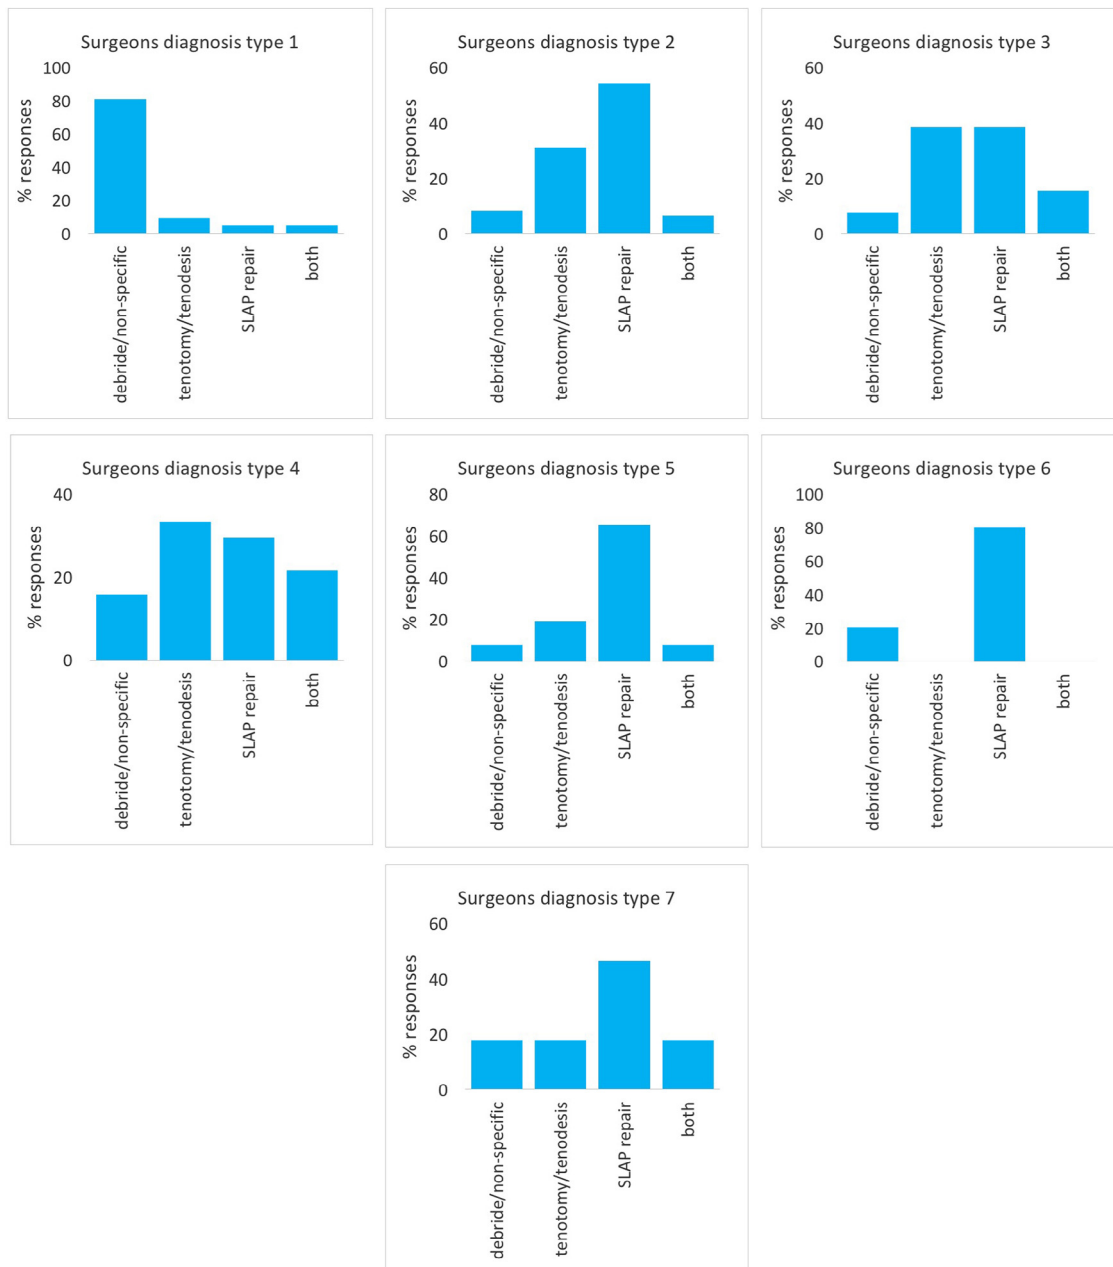 Surgeons diagnosis type 1
100
80
60
40
20
0
% responses
debride/non-specific
tenotomy/tenodesis
SLAP repair
both
Surgeons diagnosis type 2
60
40
20
0
% responses
debride/non-specific
tenotomy/tenodesis
SLAP repair
both
Surgeons diagnosis type 3
60
40
20
0
% responses
debride/non-specific
tenotomy/tenodesis
SLAP repair
both
Surgeons diagnosis type 4
40
20
0
% responses
debride/non-specific
tenotomy/tenodesis
SLAP repair
both
Surgeons diagnosis type 5
80
60
40
20
0
% responses
debride/non-specific
tenotomy/tenodesis
SLAP repair
both
Surgeons diagnosis type 6
100
80
60
40
20
0
% responses
debride/non-specific
tenotomy/tenodesis
SLAP repair
both
Surgeons diagnosis type 7
60
40
20
0
% responses
debride/non-specific
tenotomy/tenodesis
SLAP repair
both